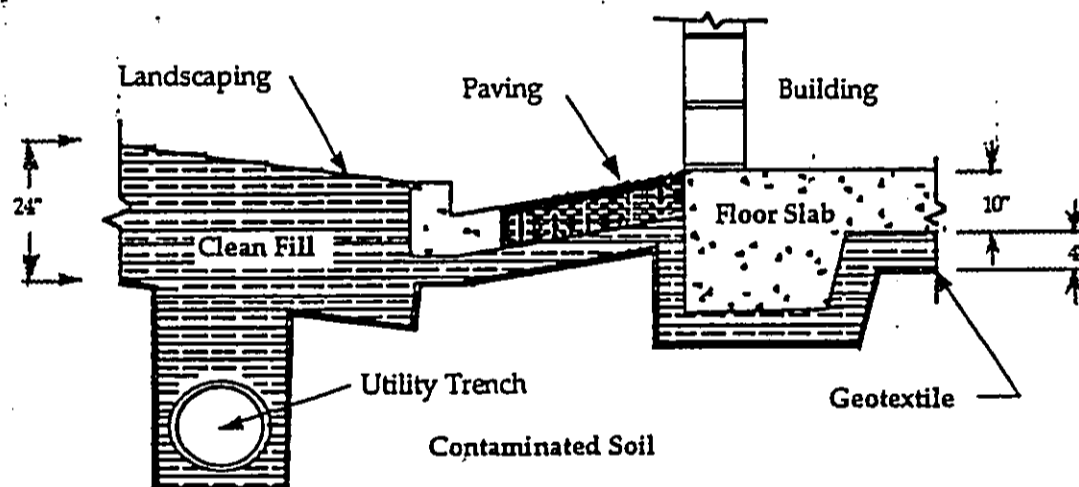 Landscaping
Paving
Building
24"
10"
Clean Fill
Floor Slab
Utility Trench
Geotextile
Contaminated Soil